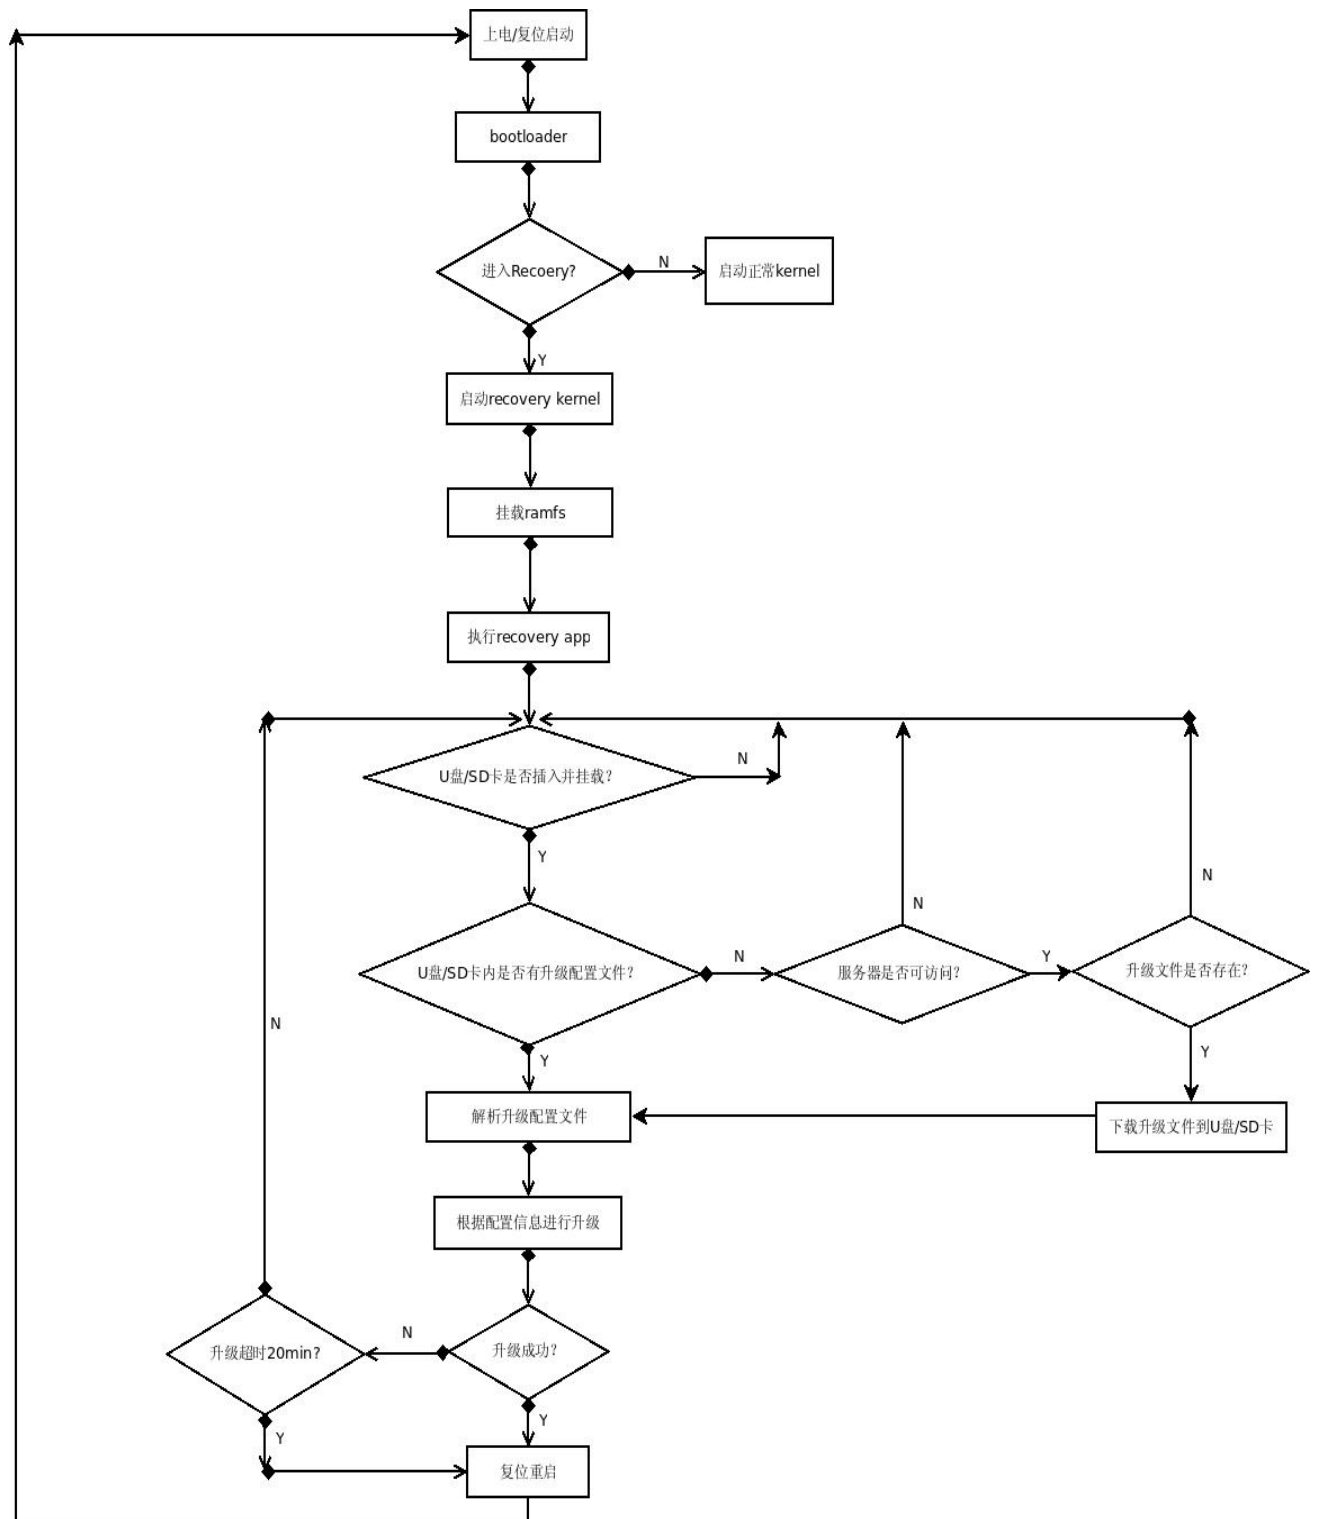 上电/复位启动
bootloader
进入Recoery?
N
启动正常kernel
Y
启动recovery kernel
挂载ramfs
执行recovery app
U盘/SD卡是否插入并挂载?
N
Y
N
N
U盘/SD卡内是否有升级配置文件?
N
服务器是否可访问?
Y
升级文件是否存在?
N
Y
Y
解析升级配置文件
下载升级文件到U盘/SD卡
根据配置信息进行升级
升级超时20min?
N
升级成功?
Y
Y
复位重启